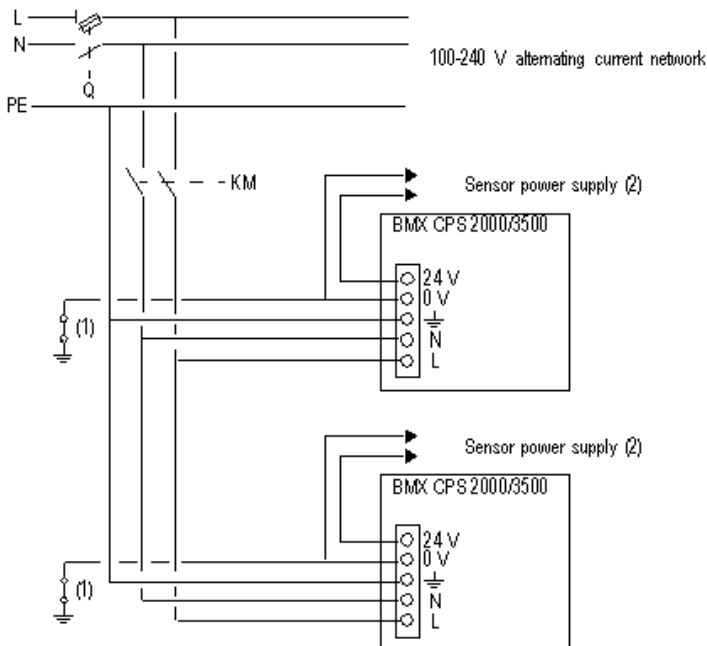 L
N
100-240 V alternating current network
Q
PE
KM
Sensor power supply (2)
BMX CPS 2000/3500
24 V
0 V
(1)
N
L
Sensor power supply (2)
BMX CPS 2000/3500
24 V
0 V
(1)
N
L